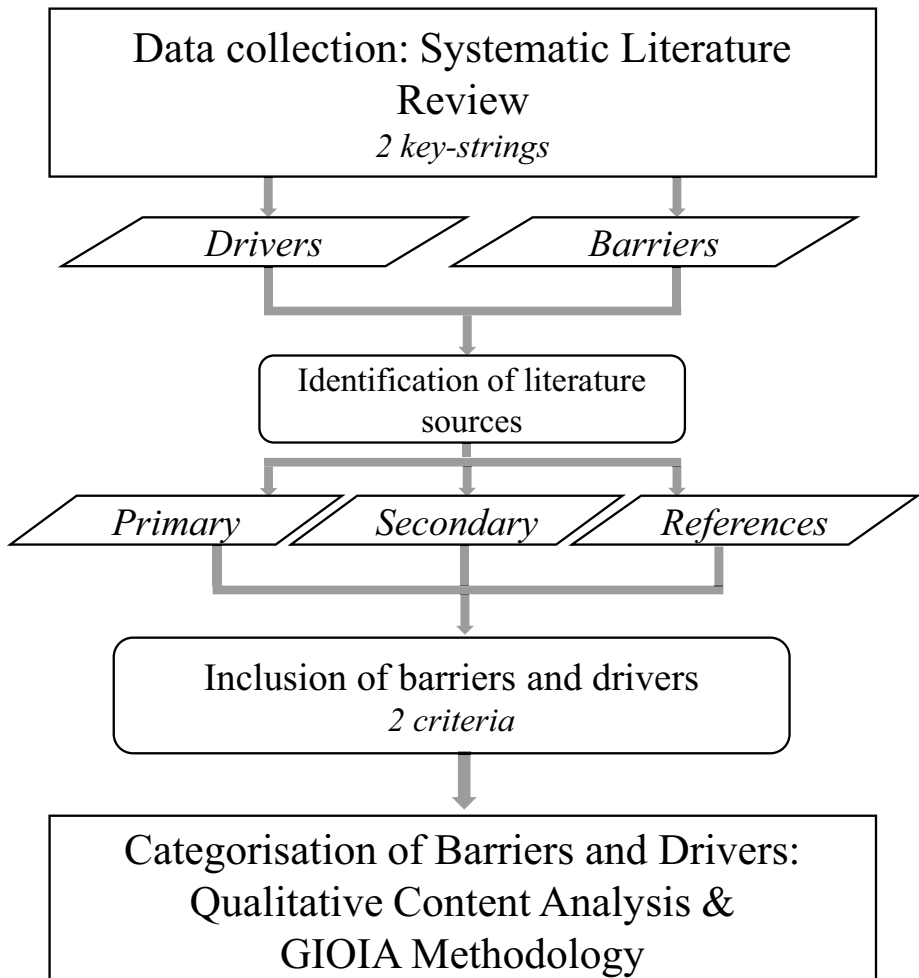 Data collection: Systematic Literature
Review
2 key-strings
Drivers
Barriers
Identification of literature
sources
Primary
Secondary
References
Inclusion of barriers and drivers
2 criteria
Categorisation of Barriers and Drivers:
Qualitative Content Analysis &
GIOIA Methodology